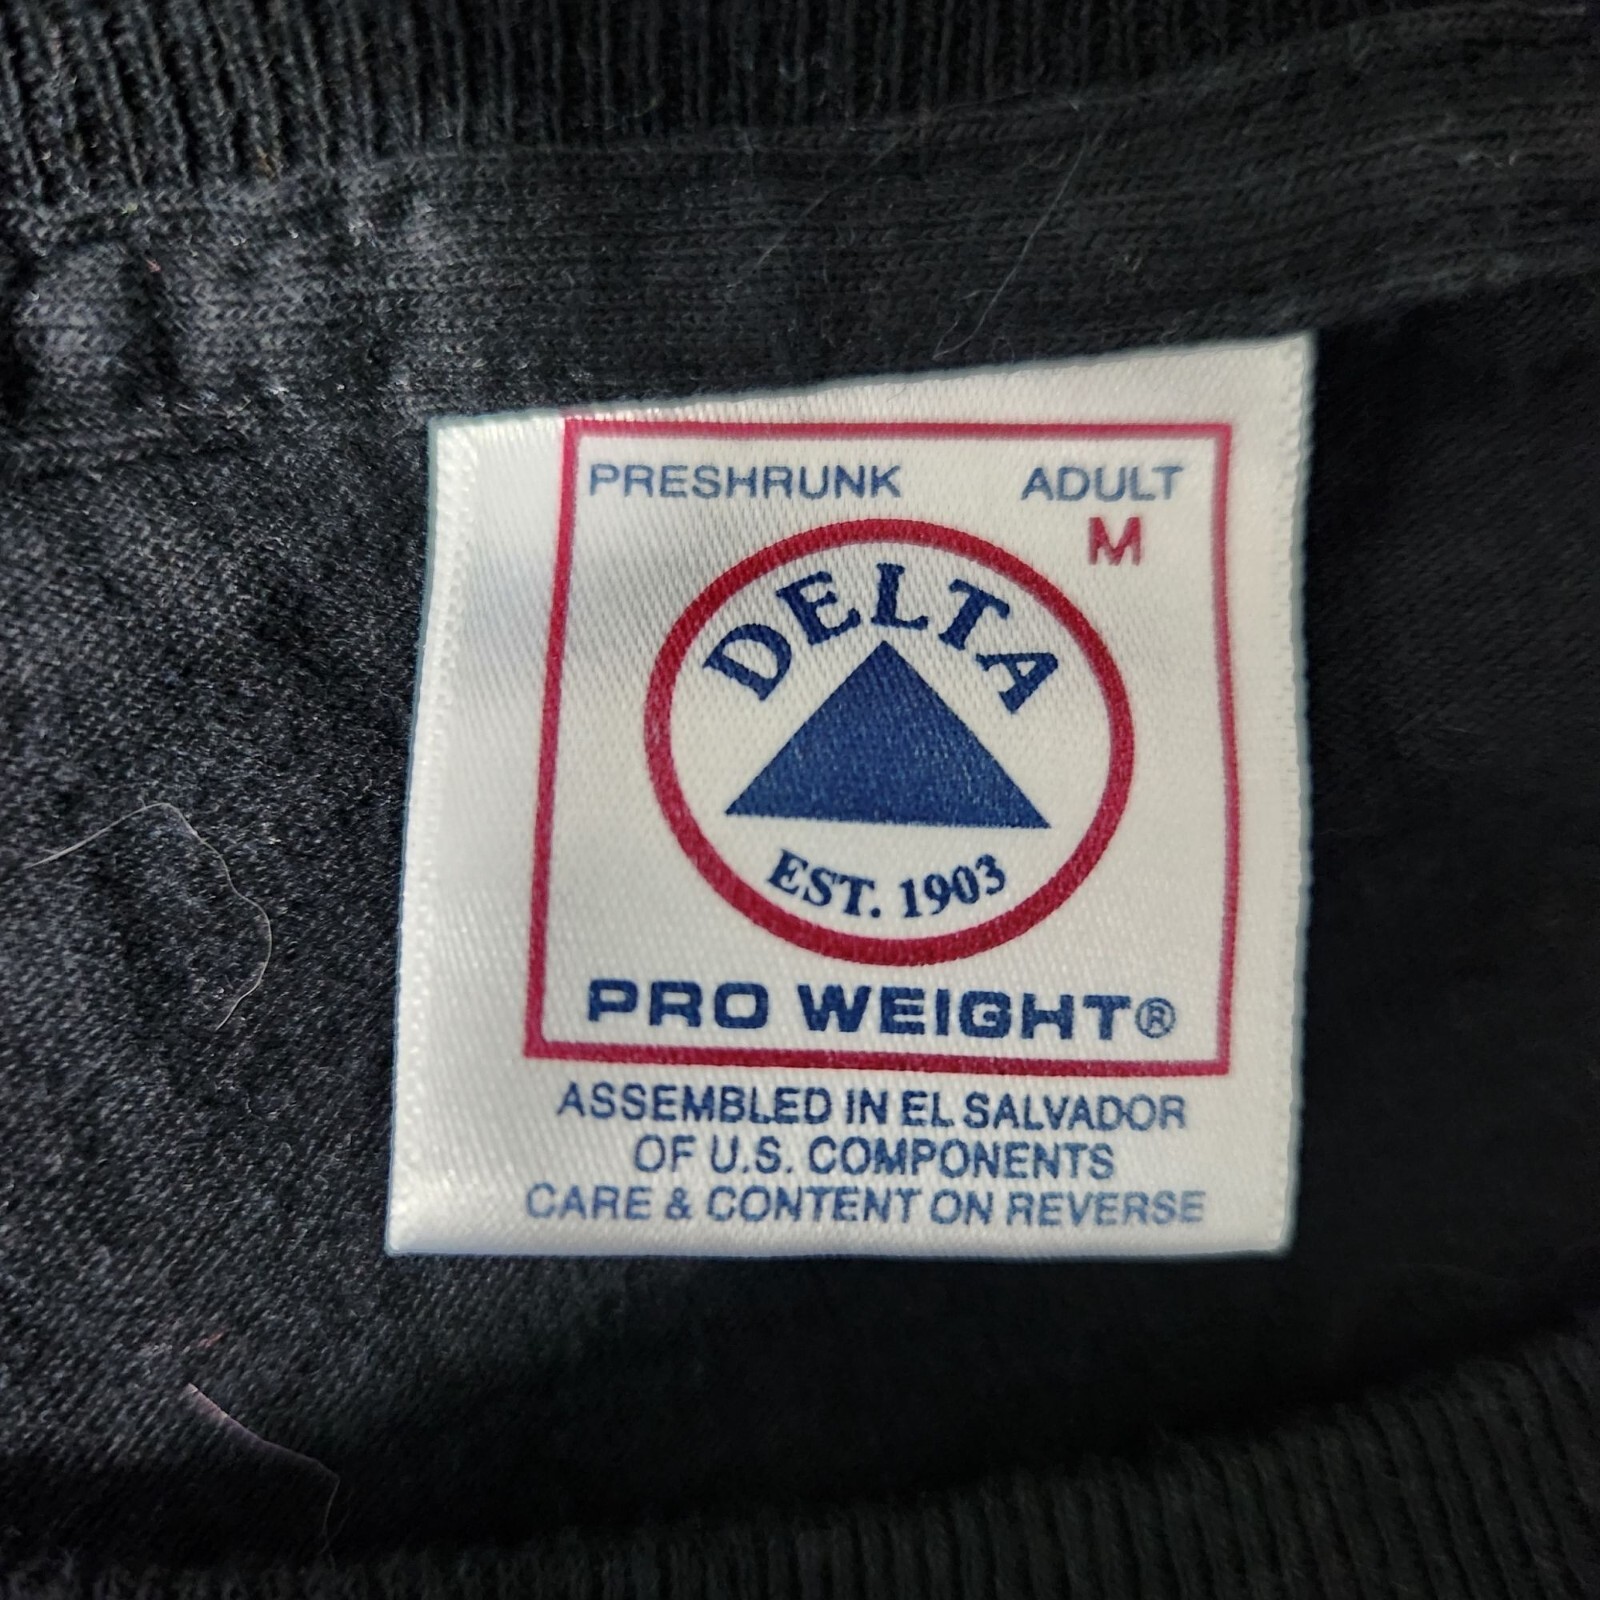 PRESHRUNK ADULT
M
DELTA
EST. 1903
PRO WEIGHT®
ASSEMBLED IN EL SALVADOR
OF U.S. COMPONENTS
CARE & CONTENT ON REVERSE